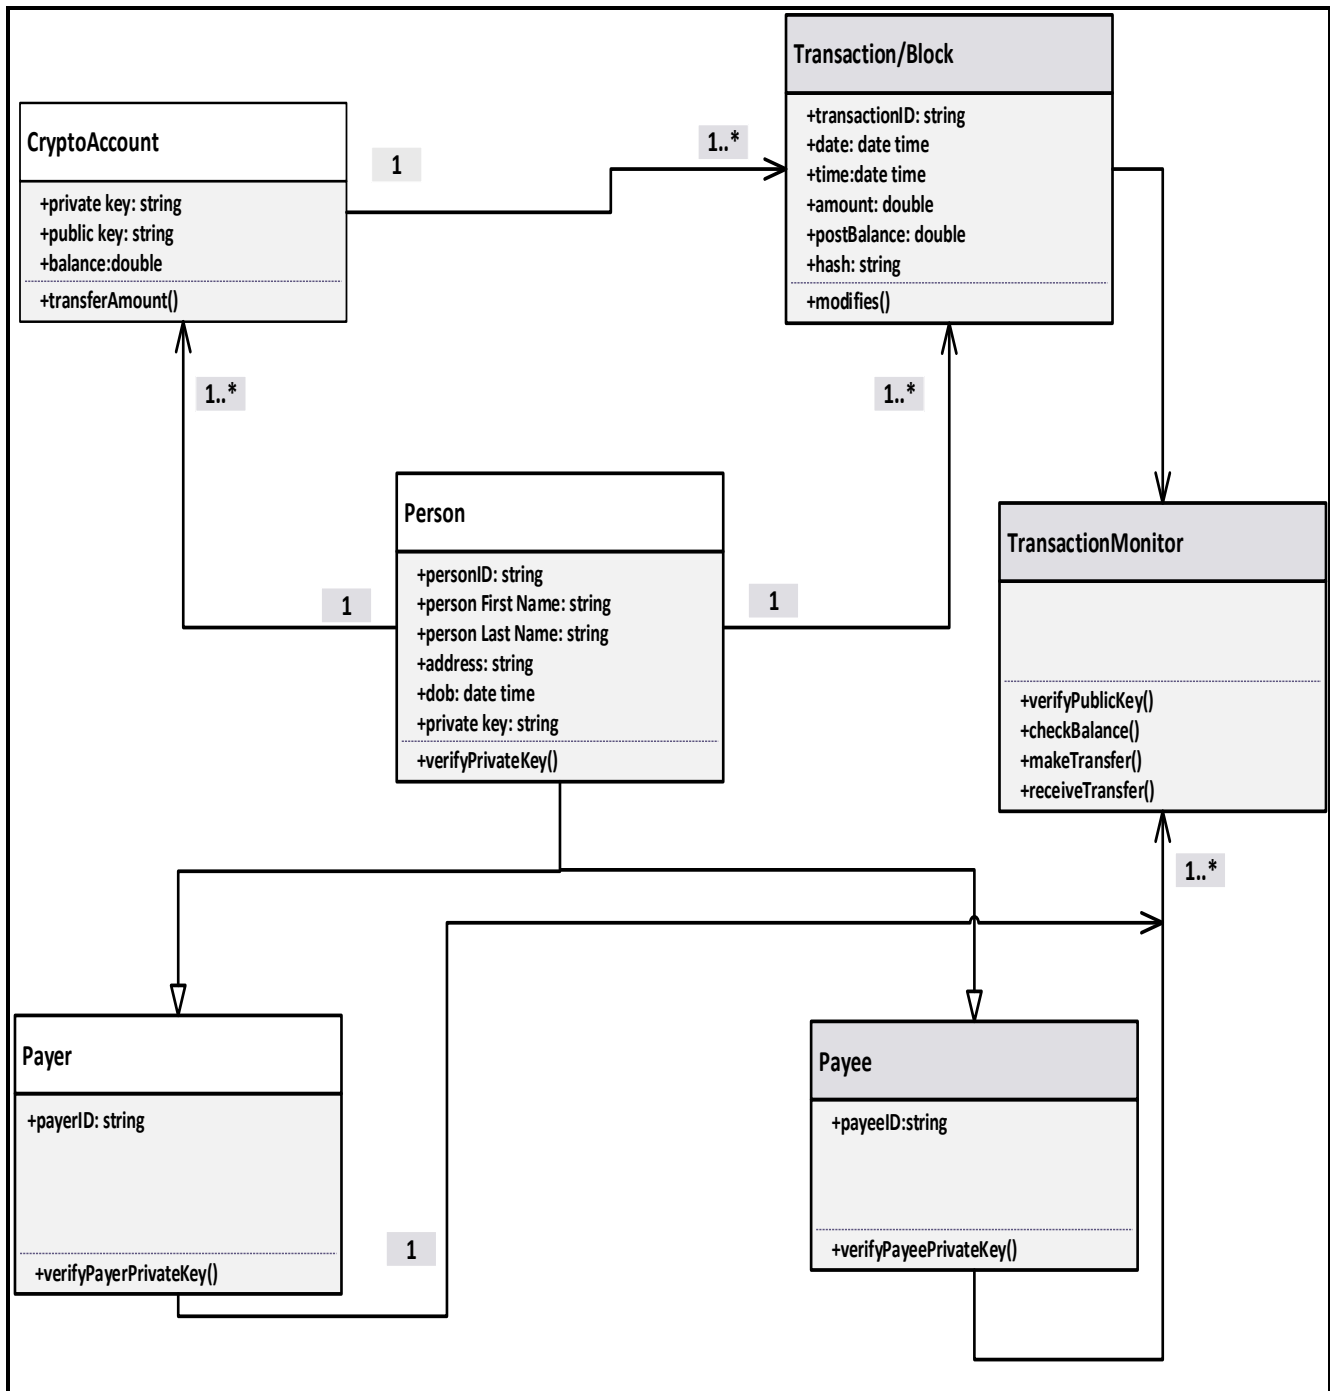 Transaction/Block
+transactionID: string
+date: date time
+time:date time
+amount: double
+postBalance: double
+hash: string
+modifies()
CryptoAccount
+private key: string
+public key: string
+balance:double
+transferAmount()
1
1..*
1..*
1..*
Person
+personID: string
+person First Name: string
+person Last Name: string
+address: string
+dob: date time
+private key: string
+verifyPrivateKey()
1
1
TransactionMonitor
+verifyPublicKey()
+checkBalance()
+makeTransfer()
+receiveTransfer()
1..*
Payer
+payerID: string
+verifyPayerPrivateKey()
1
Payee
+payeeID:string
+verifyPayeePrivateKey()